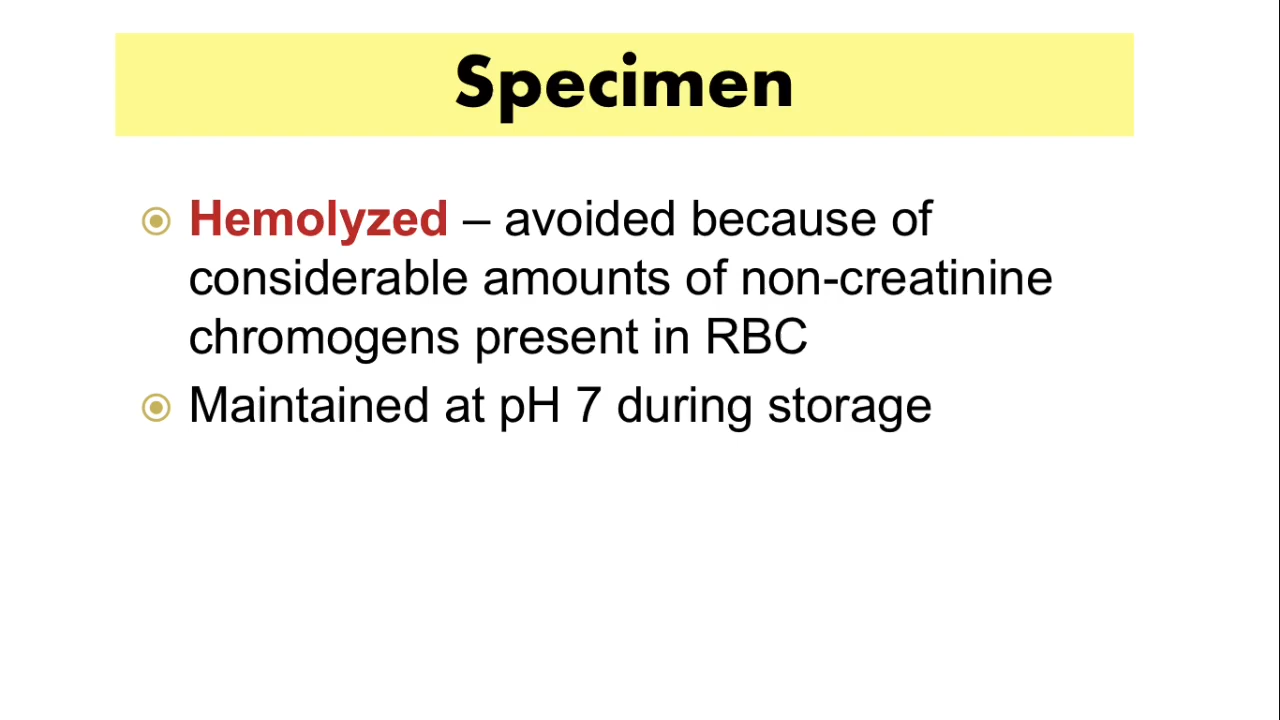 Specimen
Hemolyzed – avoided because of
considerable amounts of non-creatinine
chromogens present in RBC
Maintained at pH 7 during storage